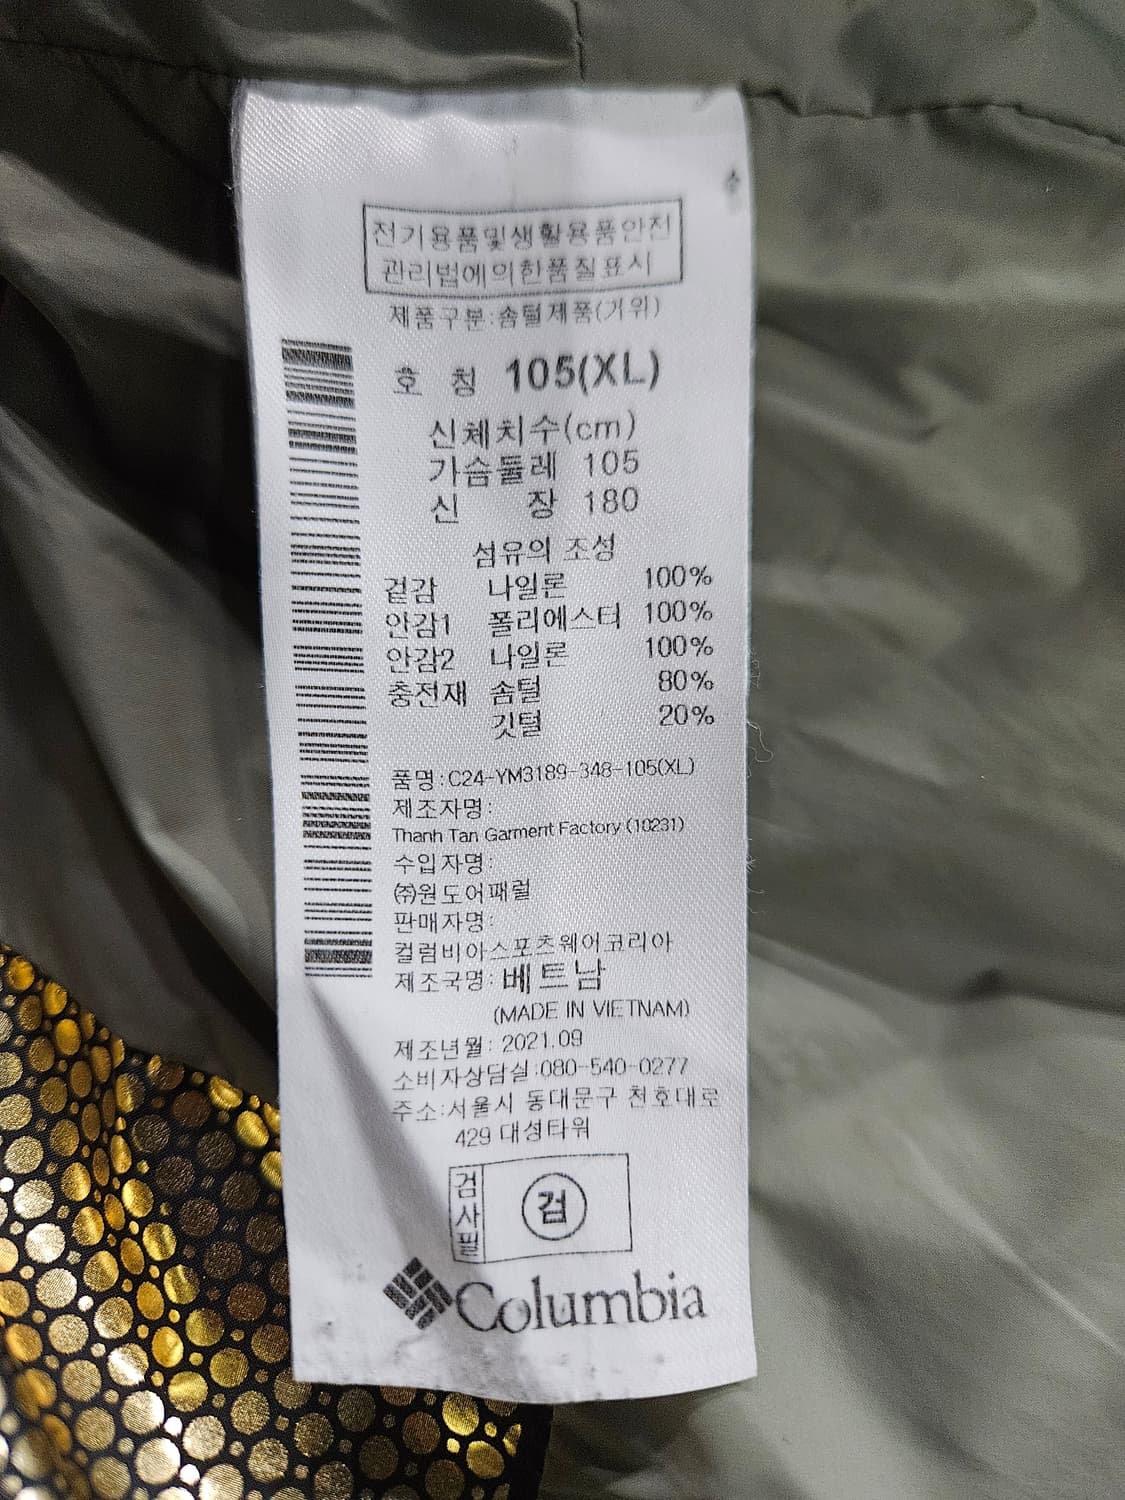 전기용품및생활용품안전
관리법에의한품질표시
제품구분:솜털제품(거위)
호 칭 105(XL)
신체치수(cm)
가슴둘레 105
신 장 180
섬유의 조성
겉감 나일론 100%
안감1 폴리에스터 100%
안감2 나일론 100%
충전재 솜털 80%
깃털 20%
품명:C24-YM3189-348-105(XL)
제조자명:
Thanh Tan Garment Factory (10231)
수입자명:
㈜원도어패럴
판매자명:
컬럼비아스포츠웨어코리아
제조국명:베트남
(MADE IN VIETNAM)
제조년월: 2021.09
소비자상담실:080-540-0277
주소:서울시 동대문구 천호대로
429 대성타워
검사필
검
Columbia